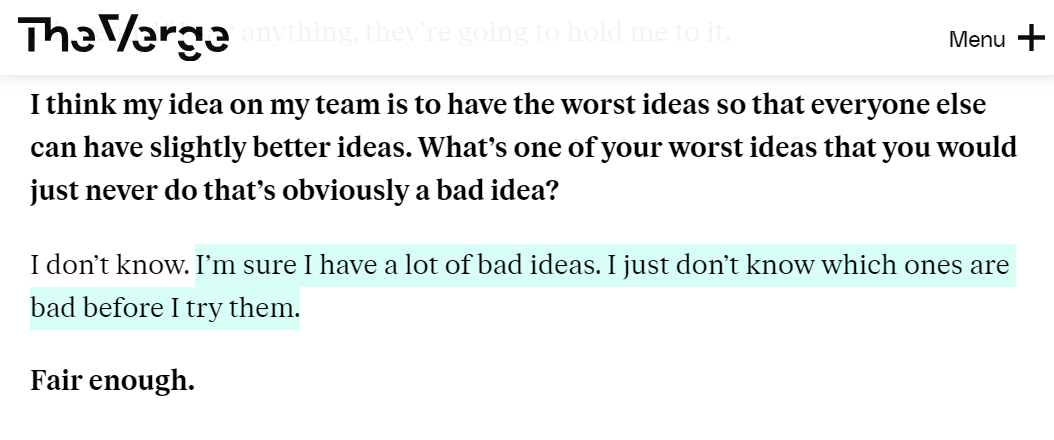 The Verge
anything, they're going to hold me to it.
Menu
I think my idea on my team is to have the worst ideas so that everyone else
can have slightly better ideas. What's one of your worst ideas that you would
just never do that's obviously a bad idea?
I don't know. I'm sure I have a lot of bad ideas. I just don't know which ones are
bad before I try them.
Fair enough.